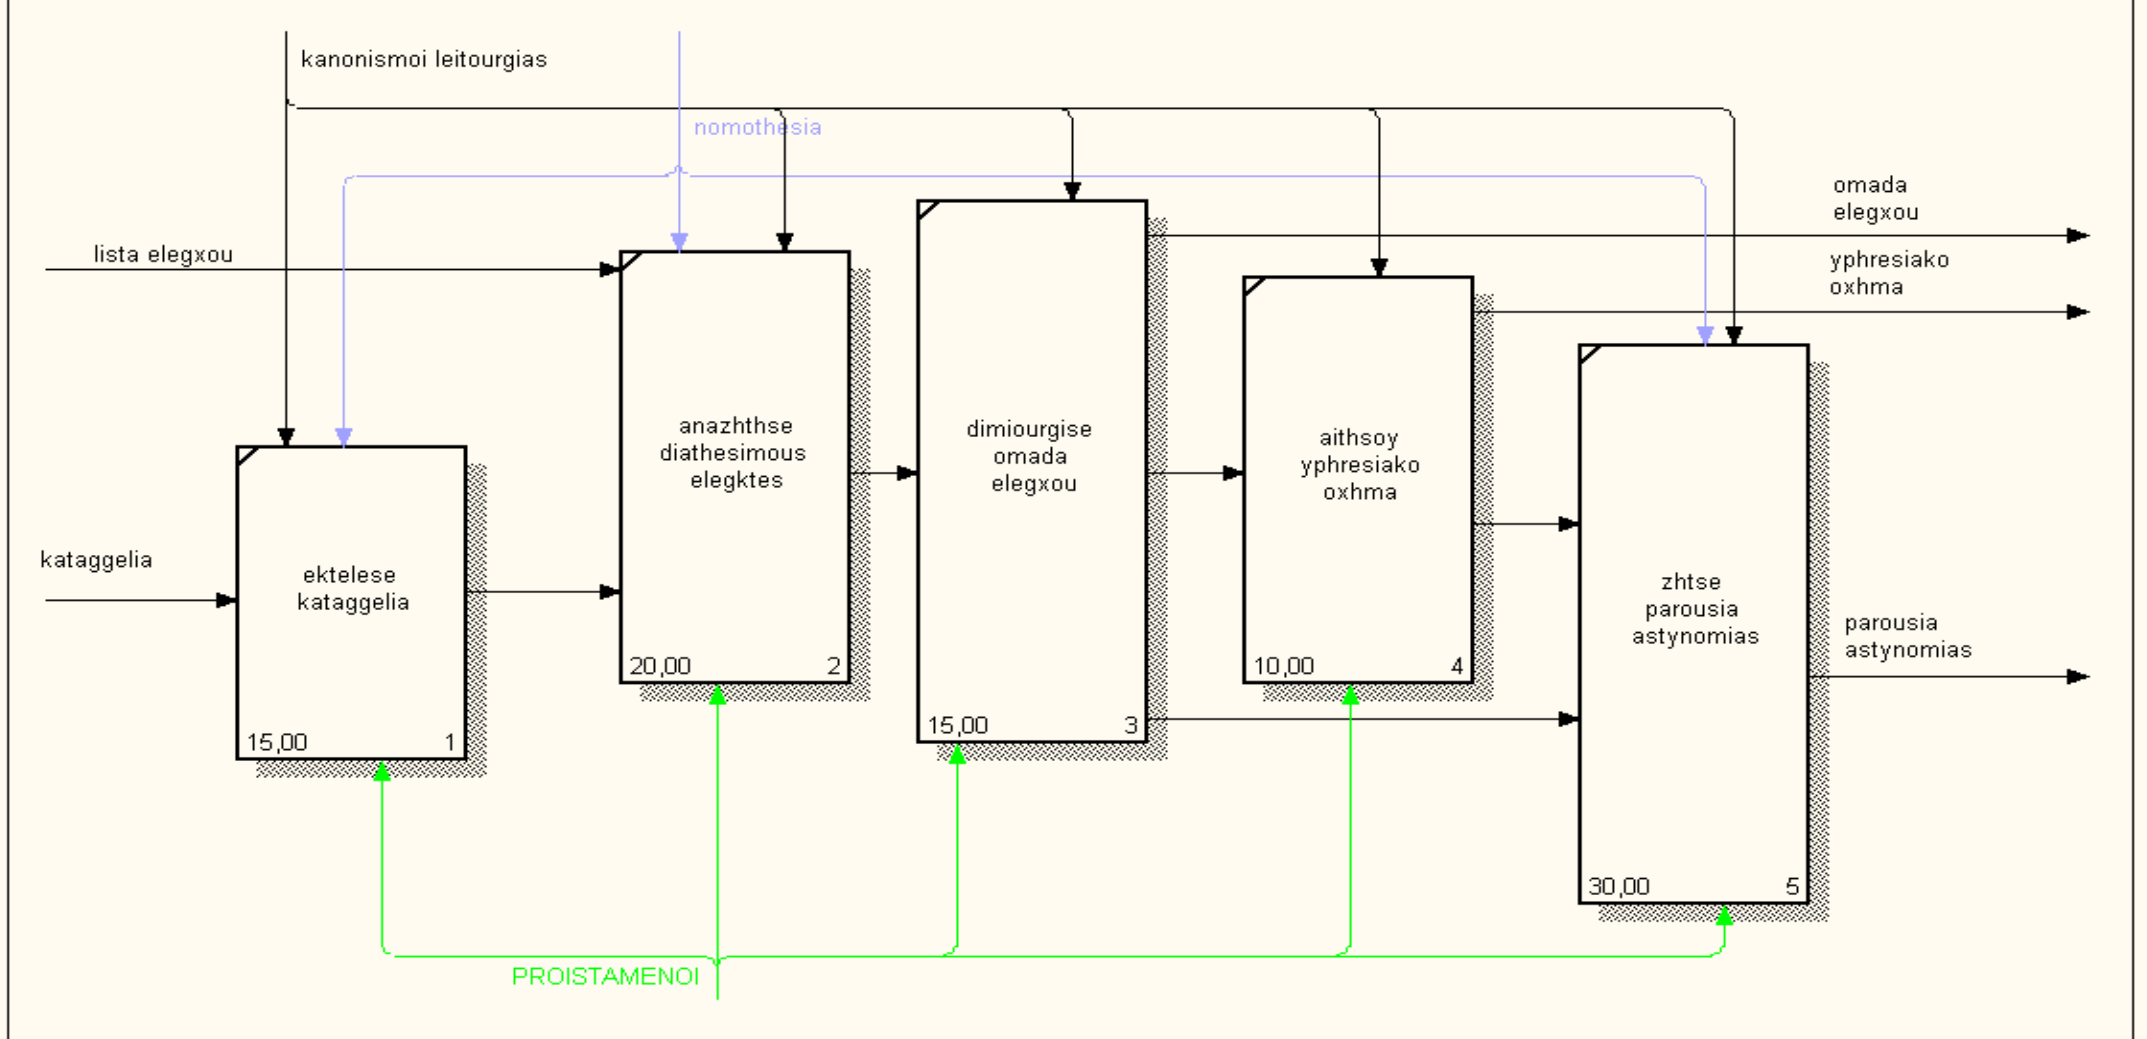 kanonismoi leitourgias
nomothesia
omada
elegxou
yphresiako
oxhma
lista elegxou
kataggelia
ektelese
kataggelia
15,00 1
anazhthse
diathesimous
elegktes
20,00 2
dimiourgise
omada
elegxou
15,00 3
aithsoy
yphresiako
oxhma
10,00 4
zhtse
parousia
astynomias
30,00 5
parousia
astynomias
PROISTAMENOI